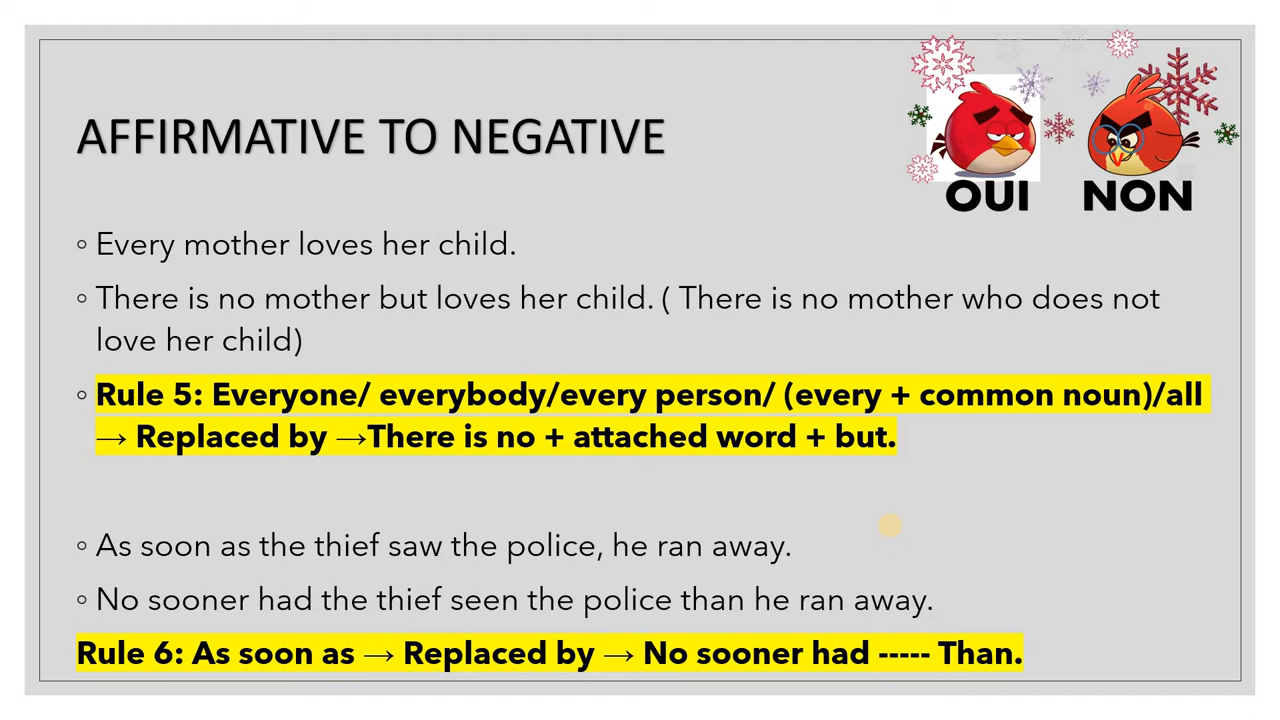 AFFIRMATIVE TO NEGATIVE
OUI NON
◦ Every mother loves her child.
◦ There is no mother but loves her child. ( There is no mother who does not
love her child)
◦ Rule 5: Everyone/ everybody/every person/ (every + common noun)/all
→ Replaced by →There is no + attached word + but.
◦ As soon as the thief saw the police, he ran away.
◦ No sooner had the thief seen the police than he ran away.
Rule 6: As soon as → Replaced by → No sooner had ----- Than.